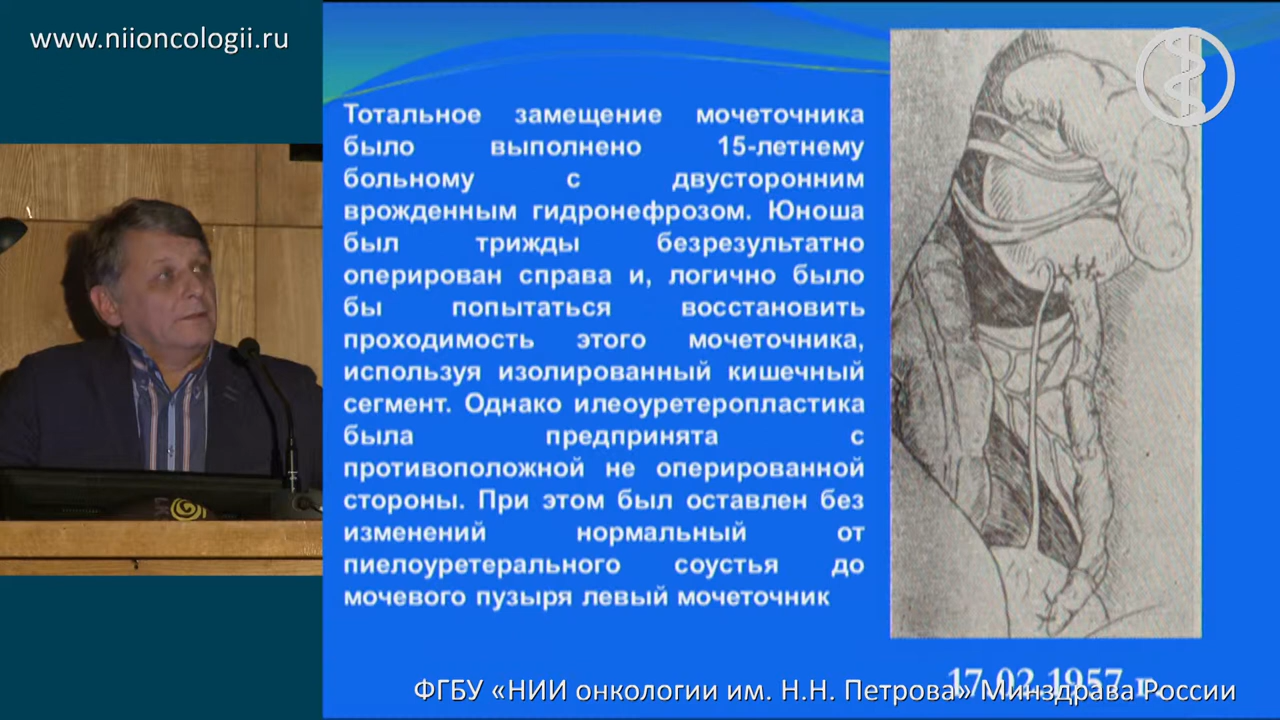 www.niioncologii.ru
Тотальное замещение мочеточника
было выполнено 15-летнему
больному с двусторонним
врожденным гидронефрозом. Юноша
был трижды безрезультатно
оперирован справа и, логично было
бы попытаться восстановить
проходимость этого мочеточника,
используя изолированный кишечный
сегмент. Однако илеоуретеропластика
была предпринята с
противоположной не оперированной
стороны. При этом был оставлен без
изменений нормальный от
пиелоуретерального соустья до
мочевого пузыря левый мочеточник
17.02.1957 г.
ФГБУ «НИИ онкологии им. Н.Н. Петрова» Минздрава России